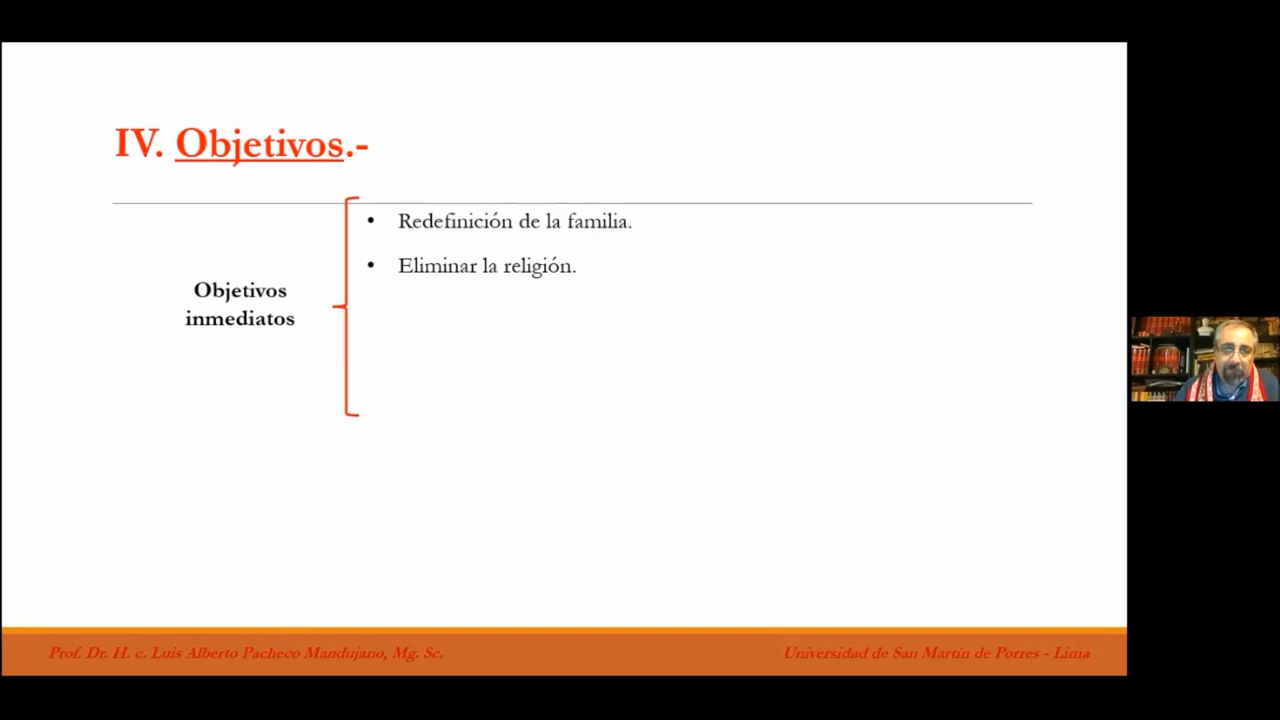 IV. Objetivos.-
• Redefinición de la familia.
• Eliminar la religión.
Objetivos
inmediatos
Prof. Dr. H. c. Luis Alberto Pacheco Mandujano, Mg. Sc.
Universidad de San Martín de Porres - Lima